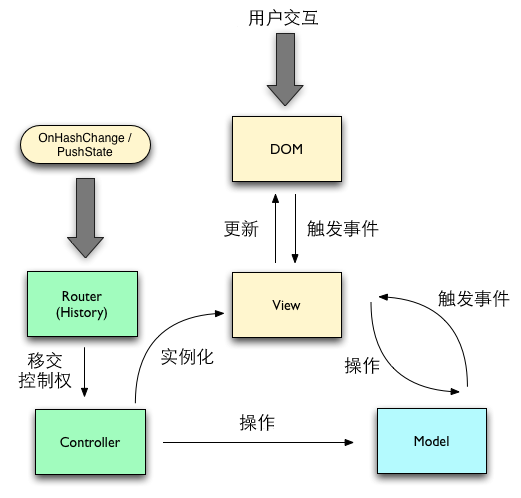 用户交互
OnHashChange /
PushState
DOM
更新
触发事件
Router
(History)
View
触发事件
移交
控制权
实例化
操作
Controller
操作
Model